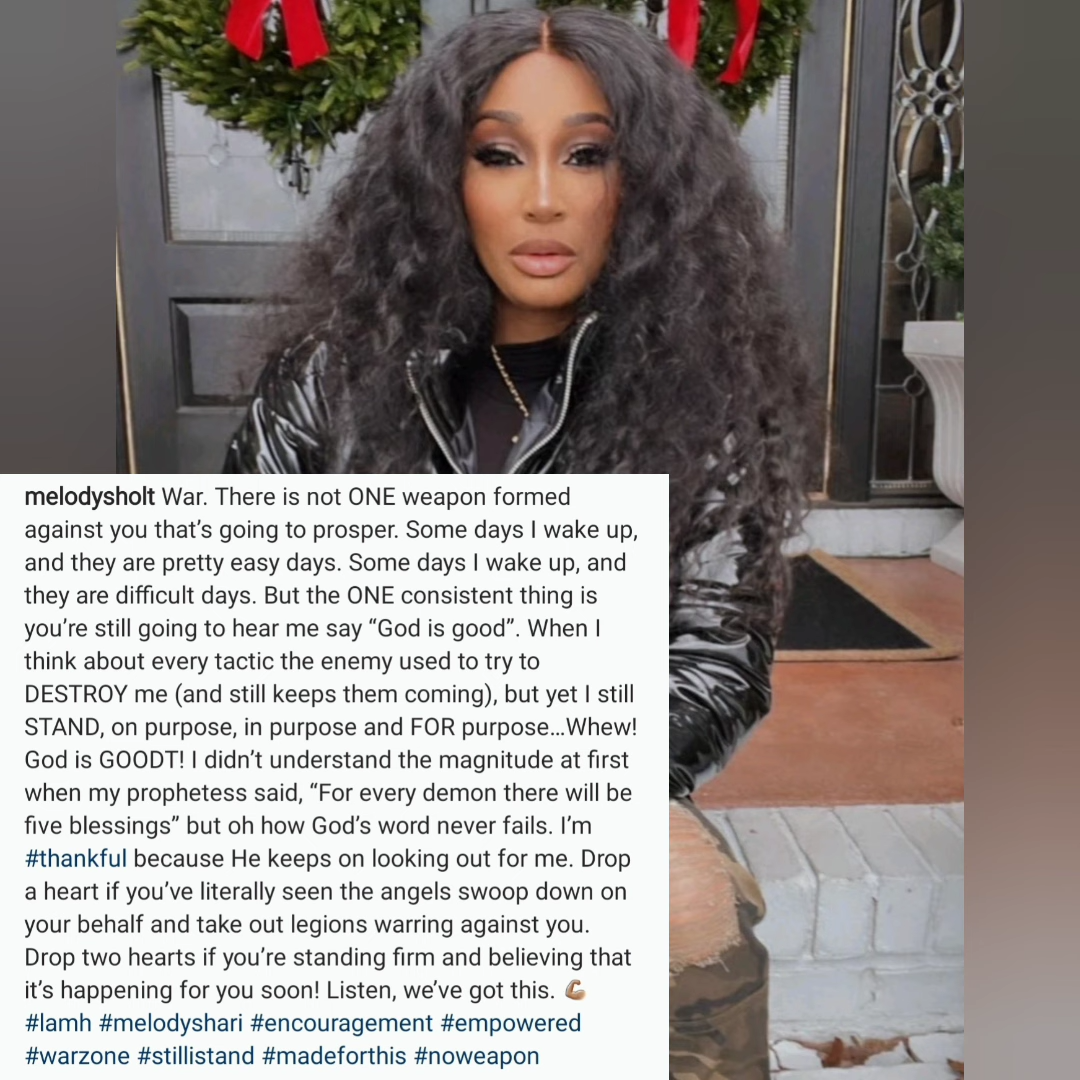 melodysholt War. There is not ONE weapon formed
against you that’s going to prosper. Some days I wake up,
and they are pretty easy days. Some days I wake up, and
they are difficult days. But the ONE consistent thing is
you’re still going to hear me say “God is good”. When I
think about every tactic the enemy used to try to
DESTROY me (and still keeps them coming), but yet I still
STAND, on purpose, in purpose and FOR purpose...Whew!
God is GOODT! I didn’t understand the magnitude at first
when my prophetess said, “For every demon there will be
five blessings” but oh how God’s word never fails. I’m
#thankful because He keeps on looking out for me. Drop
a heart if you’ve literally seen the angels swoop down on
your behalf and take out legions warring against you.
Drop two hearts if you’re standing firm and believing that
it’s happening for you soon! Listen, we’ve got this. 💪🏽
#lamh #melodyshari #encouragement #empowered
#warzone #stillistand #madeforthis #noweapon